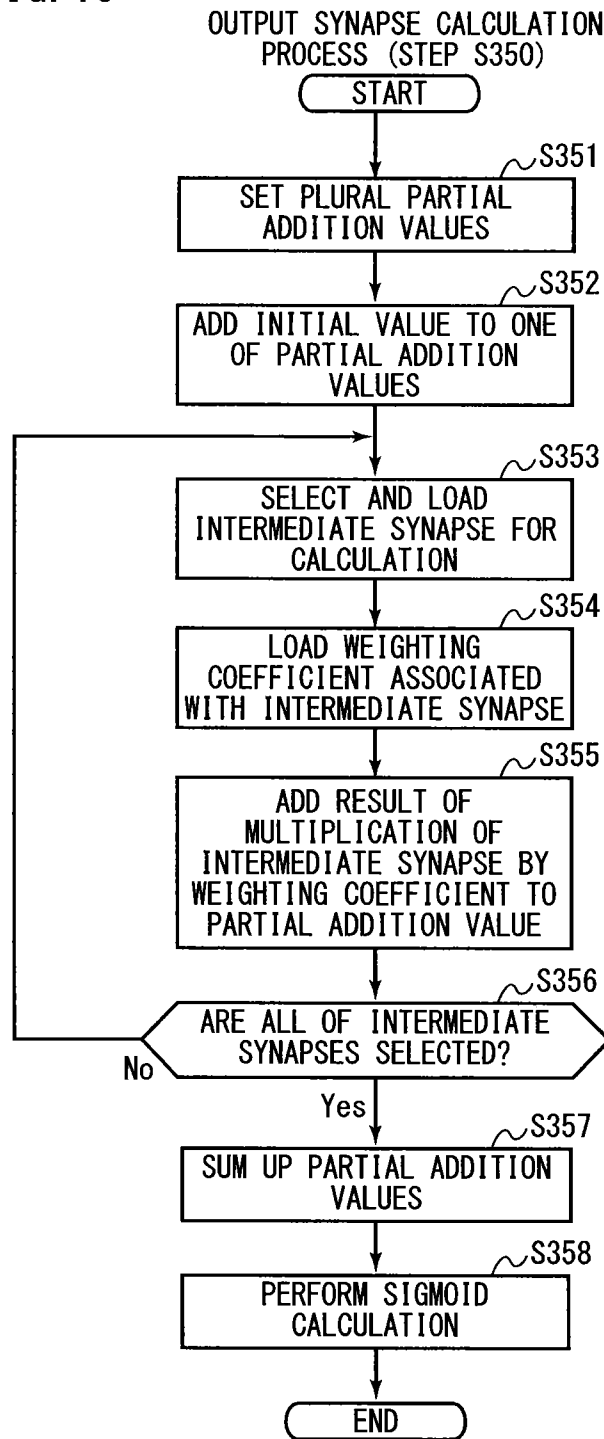 OUTPUT SYNAPSE CALCULATION
PROCESS (STEP S350)
START
S351
SET PLURAL PARTIAL
ADDITION VALUES
S352
ADD INITIAL VALUE TO ONE
OF PARTIAL ADDITION
VALUES
S353
SELECT AND LOAD
INTERMEDIATE SYNAPSE FOR
CALCULATION
S354
LOAD WEIGHTING
COEFFICIENT ASSOCIATED
WITH INTERMEDIATE SYNAPSE
S355
ADD RESULT OF
MULTIPLICATION OF
INTERMEDIATE SYNAPSE BY
WEIGHTING COEFFICIENT TO
PARTIAL ADDITION VALUE
S356
ARE ALL OF INTERMEDIATE
SYNAPSES SELECTED?
No
Yes
S357
SUM UP PARTIAL ADDITION
VALUES
S358
PERFORM SIGMOID
CALCULATION
END